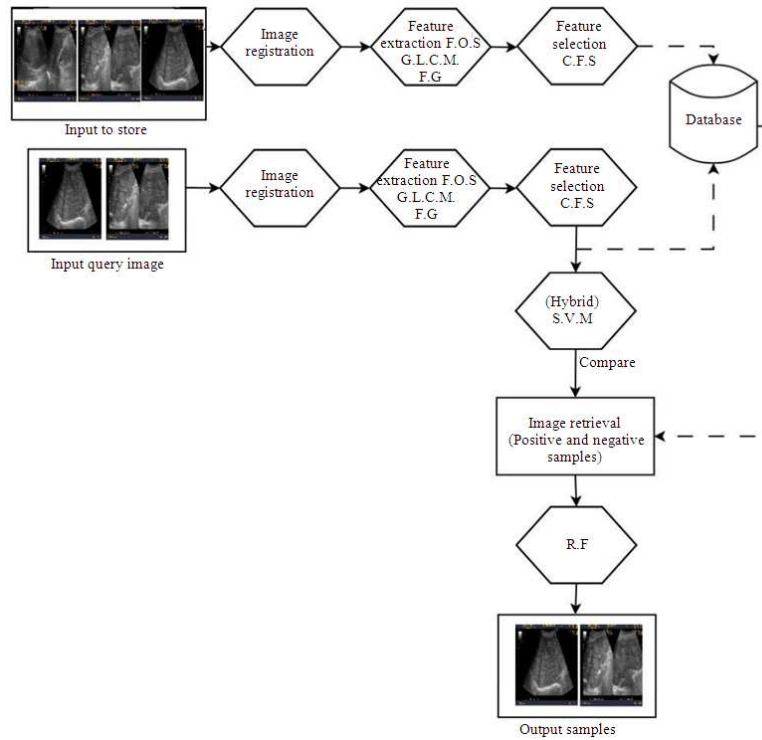 Input to store
Image
registration
Feature
extraction F.O.S
G.L.C.M.
F.G
Feature
selection
C.F.S
Database
Input query image
Image
registration
Feature
extraction F.O.S
G.L.C.M.
F.G
Feature
selection
C.F.S
(Hybrid)
S.V.M
Compare
Image retrieval
(Positive and negative
samples)
R.F
Output samples